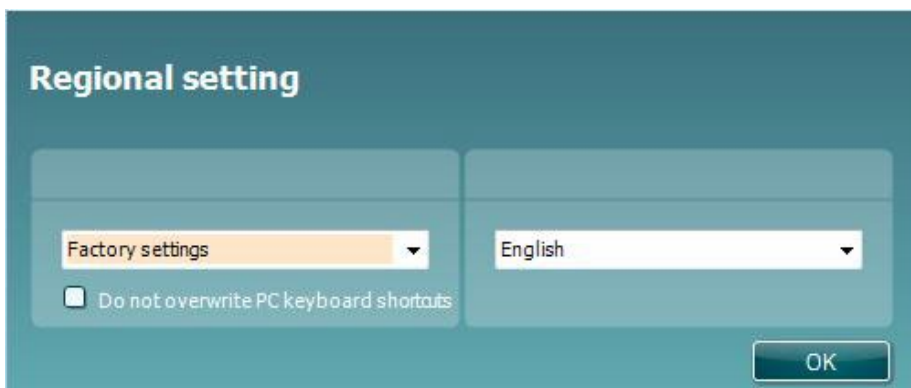 Regional setting
Factory settings
English
Do not overwrite PC keyboard shortcuts
OK